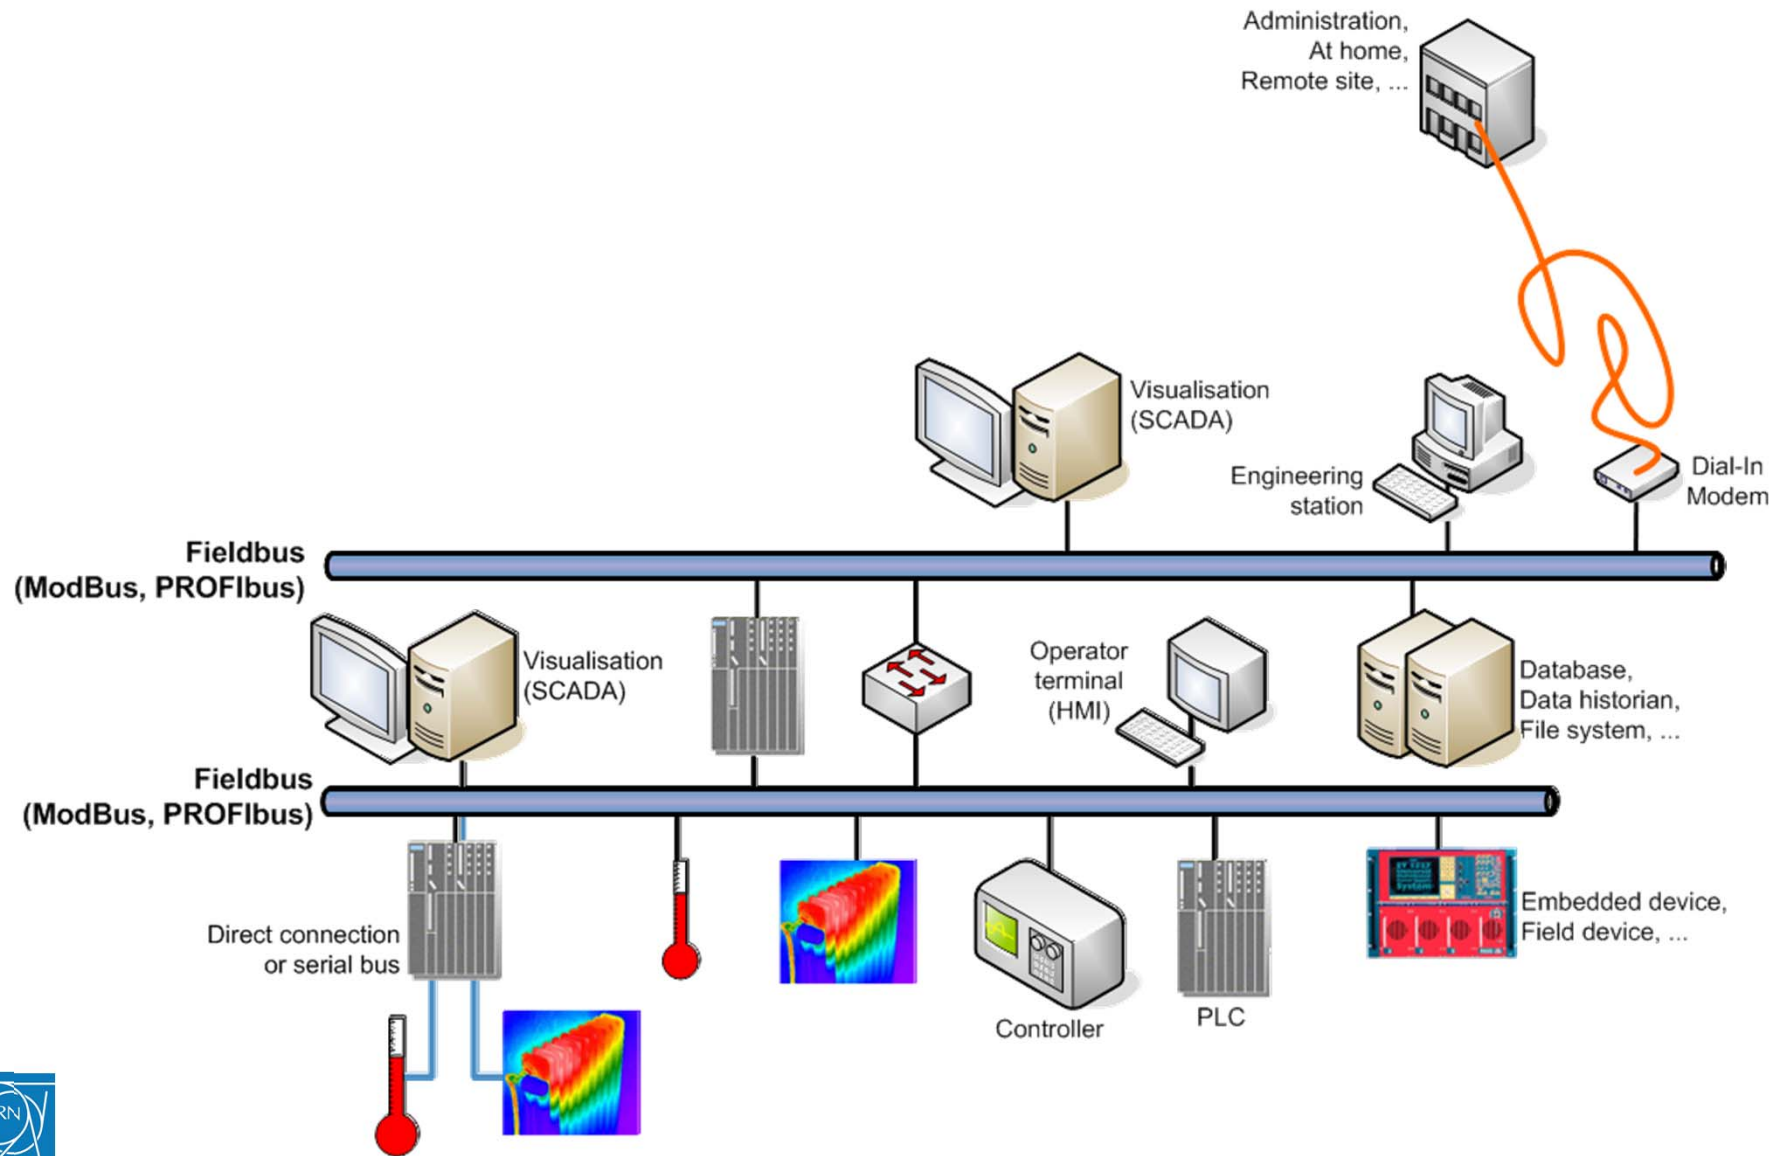 Administration,
At home,
Remote site, ...
Visualisation
(SCADA)
Engineering
station
Dial-In
Modem
Fieldbus
(ModBus, PROFIbus)
Visualisation
(SCADA)
Operator
terminal
(HMI)
Database,
Data historian,
File system, ...
Fieldbus
(ModBus, PROFIbus)
Direct connection
or serial bus
Controller
PLC
Embedded device,
Field device, ...